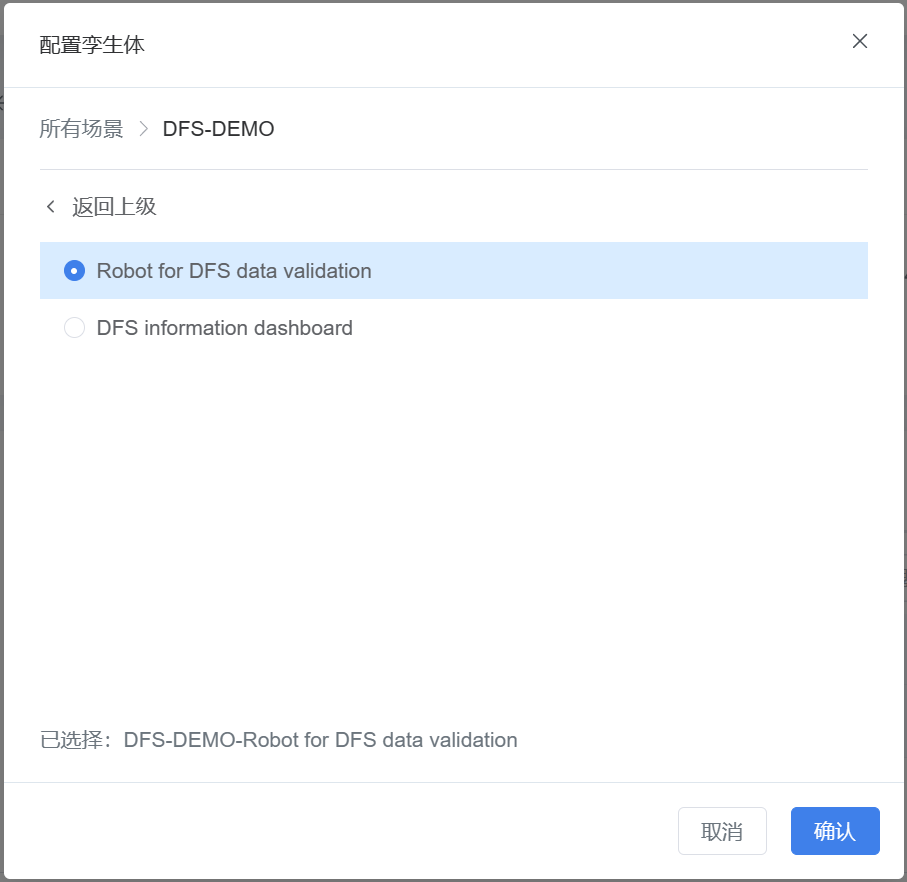 配置孪生体
所有场景 > DFS-DEMO
返回上级
Robot for DFS data validation
DFS information dashboard
已选择：DFS-DEMO-Robot for DFS data validation
取消 确认